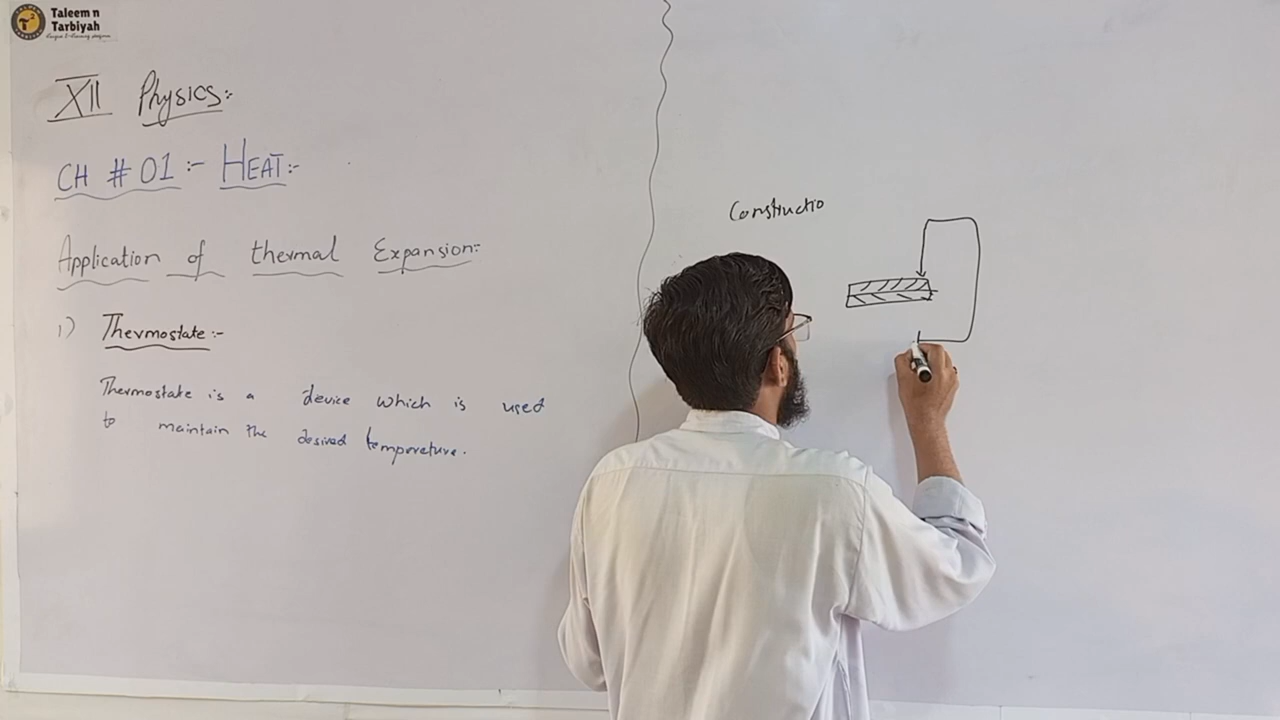 Taleem n
Tarbiyah
XII Physics:-
CH # 01:- HEAT:-
Application of thermal Expansion:-
1) Thermostate:-
Thermostate is a device which is used
to maintain the desired temperature.
Constructio